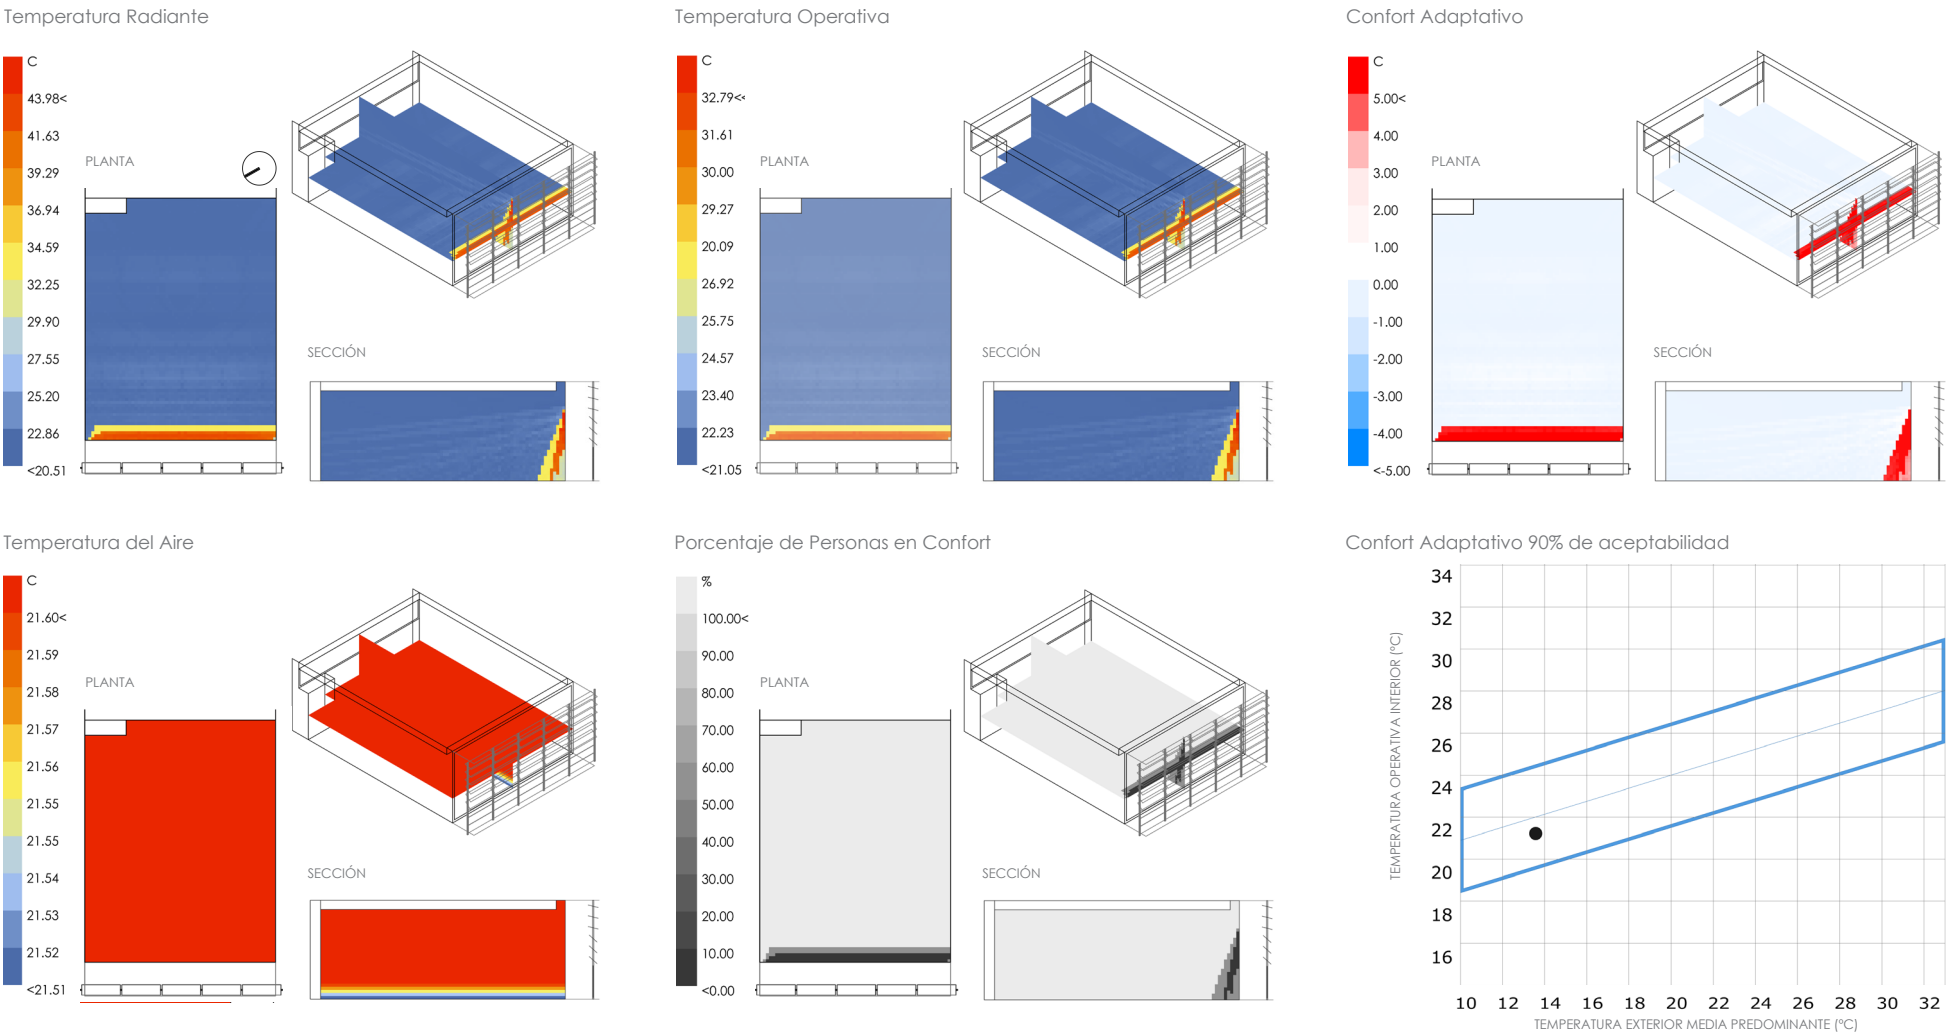 Temperatura Radiante
C
43.98<
41.63
39.29
36.94
34.59
32.25
29.90
27.55
25.20
22.86
<20.51
PLANTA
SECCIÓN
Temperatura Operativa
C
32.79<
31.61
30.00
29.27
20.09
26.92
25.75
24.57
23.40
22.23
<21.05
PLANTA
SECCIÓN
Confort Adaptativo
C
5.00<
4.00
3.00
2.00
1.00
0.00
-1.00
-2.00
-3.00
-4.00
<-5.00
PLANTA
SECCIÓN
Temperatura del Aire
C
21.60<
21.59
21.58
21.57
21.56
21.55
21.55
21.54
21.53
21.52
<21.51
PLANTA
SECCIÓN
Porcentaje de Personas en Confort
%
100.00<
90.00
80.00
70.00
60.00
50.00
40.00
30.00
20.00
10.00
<0.00
PLANTA
SECCIÓN
Confort Adaptativo 90% de aceptabilidad
TEMPERATURA OPERATIVA INTERIOR (°C)
34
32
30
28
26
24
22
20
18
16
10 12 14 16 18 20 22 24 26 28 30 32
TEMPERATURA EXTERIOR MEDIA PREDOMINANTE (°C)